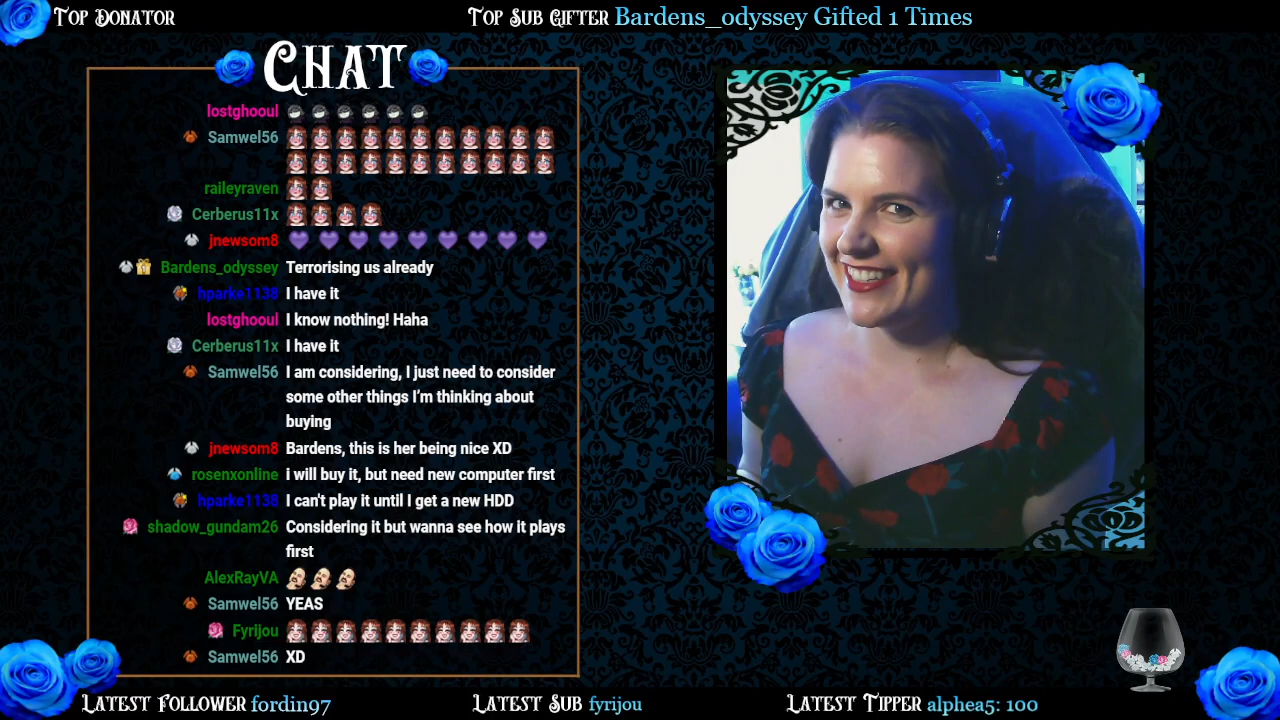 Top Donator
Top Sub Gifter Bardens_odyssey Gifted 1 Times
Chat
lostghooul
Samwel56
raileyraven
Cerberus11x
jnewsom8
Bardens_odyssey Terrorising us already
hparke1138 I have it
lostghooul I know nothing! Haha
Cerberus11x I have it
Samwel56 I am considering, I just need to consider
some other things I'm thinking about
buying
jnewsom8 Bardens, this is her being nice XD
rosenxonline i will buy it, but need new computer first
hparke1138 I can't play it until I get a new HDD
shadow_gundam26 Considering it but wanna see how it plays
first
AlexRayVA
Samwel56 YEAS
Fyrijou
Samwel56 XD
Latest Follower fordin97
Latest Sub fyrijou
Latest Tipper alphea5: 100